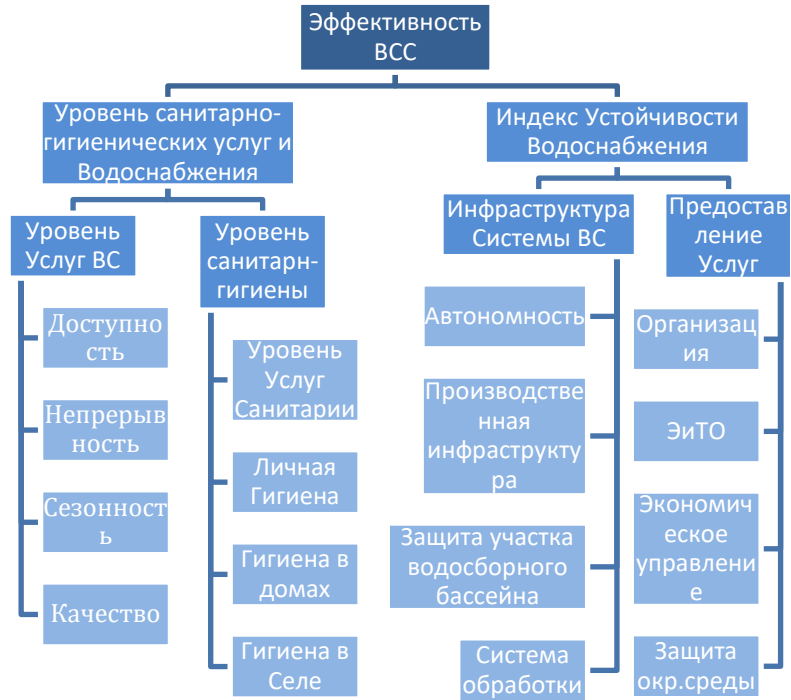 Эффективность
ВСС
Уровень санитарно-
гигиенических услуг и
Водоснабжения
Индекс Устойчивости
Водоснабжения
Уровень
Услуг ВС
Уровень
санитарн-
гигиены
Инфраструктура
Системы ВС
Предостав
ление
Услуг
Доступно
сть
Непрерыв
ность
Сезонност
ь
Качество
Уровень
Услуг
Санитарии
Личная
Гигиена
Гигиена в
домах
Гигиена в
Селе
Автономность
Производстве
нная
инфраструкту
ра
Защита участка
водосборного
бассейна
Система
обработки
Организац
ия
ЭиТО
Экономиче
ское
управлени
е
Защита
окр.среды